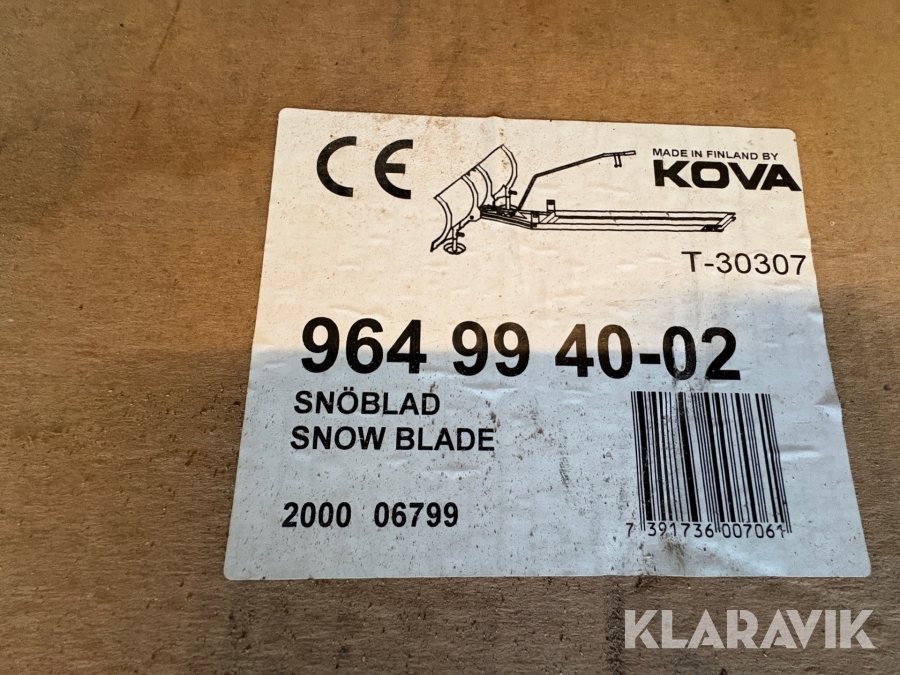 CE
MADE IN FINLAND BY
KOVA
T-30307
964 99 40-02
SNÖBLAD
SNOW BLADE
2000 06799
7 391736 007061
KLARAVIK